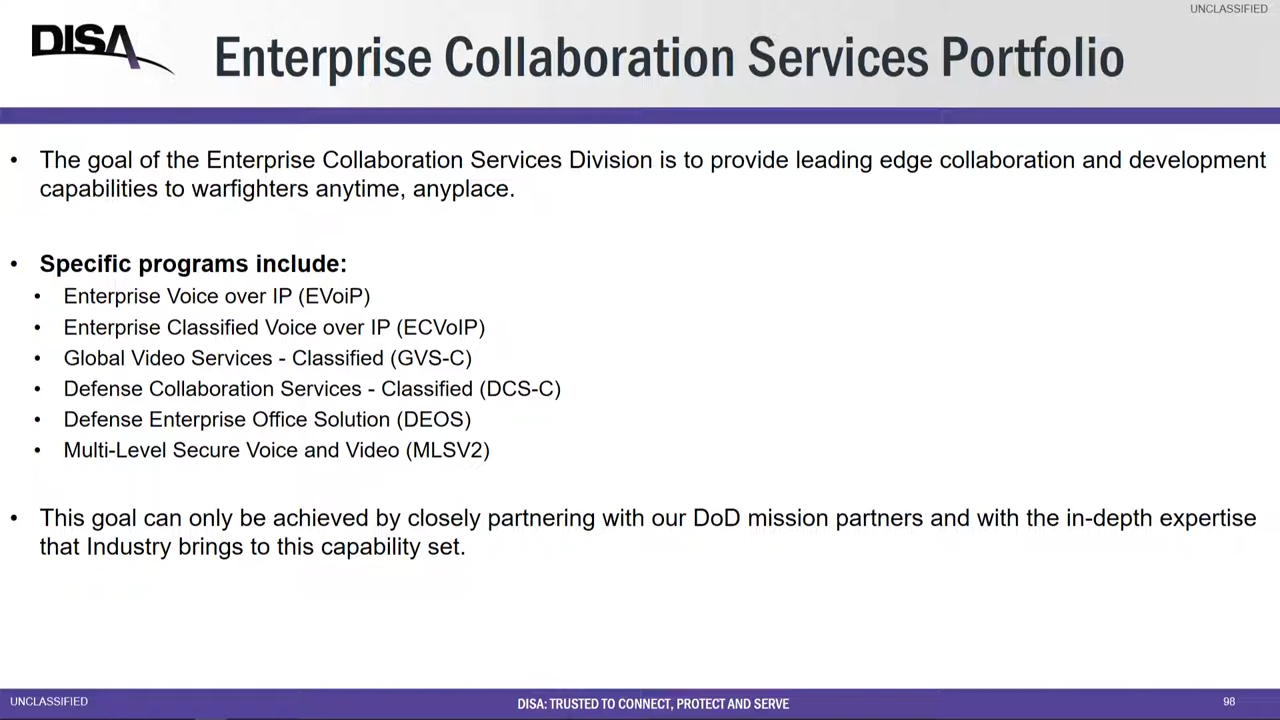 UNCLASSIFIED
DISA
Enterprise Collaboration Services Portfolio
• The goal of the Enterprise Collaboration Services Division is to provide leading edge collaboration and development
capabilities to warfighters anytime, anyplace.
• Specific programs include:
• Enterprise Voice over IP (EVoiP)
• Enterprise Classified Voice over IP (ECVoIP)
• Global Video Services - Classified (GVS-C)
• Defense Collaboration Services - Classified (DCS-C)
• Defense Enterprise Office Solution (DEOS)
• Multi-Level Secure Voice and Video (MLSV2)
• This goal can only be achieved by closely partnering with our DoD mission partners and with the in-depth expertise
that Industry brings to this capability set.
UNCLASSIFIED
DISA: TRUSTED TO CONNECT, PROTECT AND SERVE
98